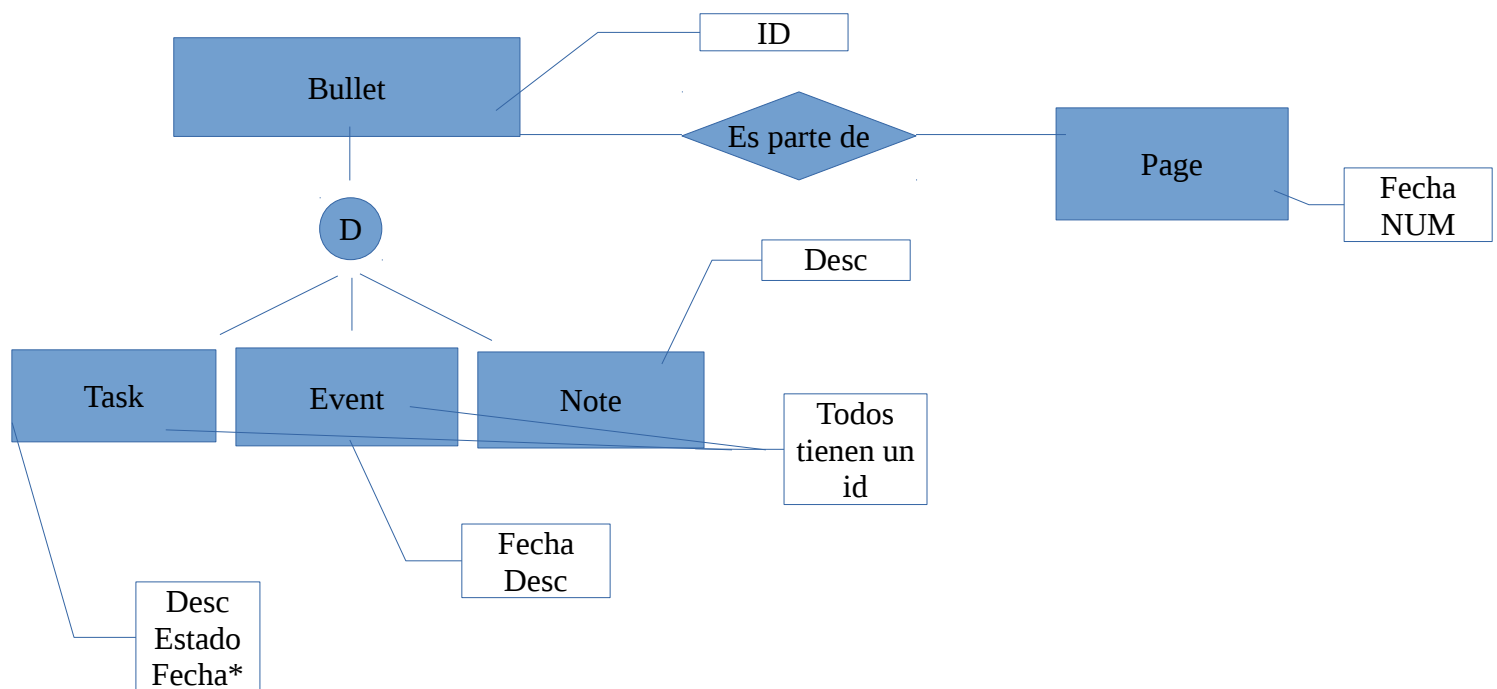 ID
Bullet
Es parte de
Page
Fecha
NUM
D
Desc
Task
Event
Note
Todos
tienen un
id
Fecha
Desc
Desc
Estado
Fecha*